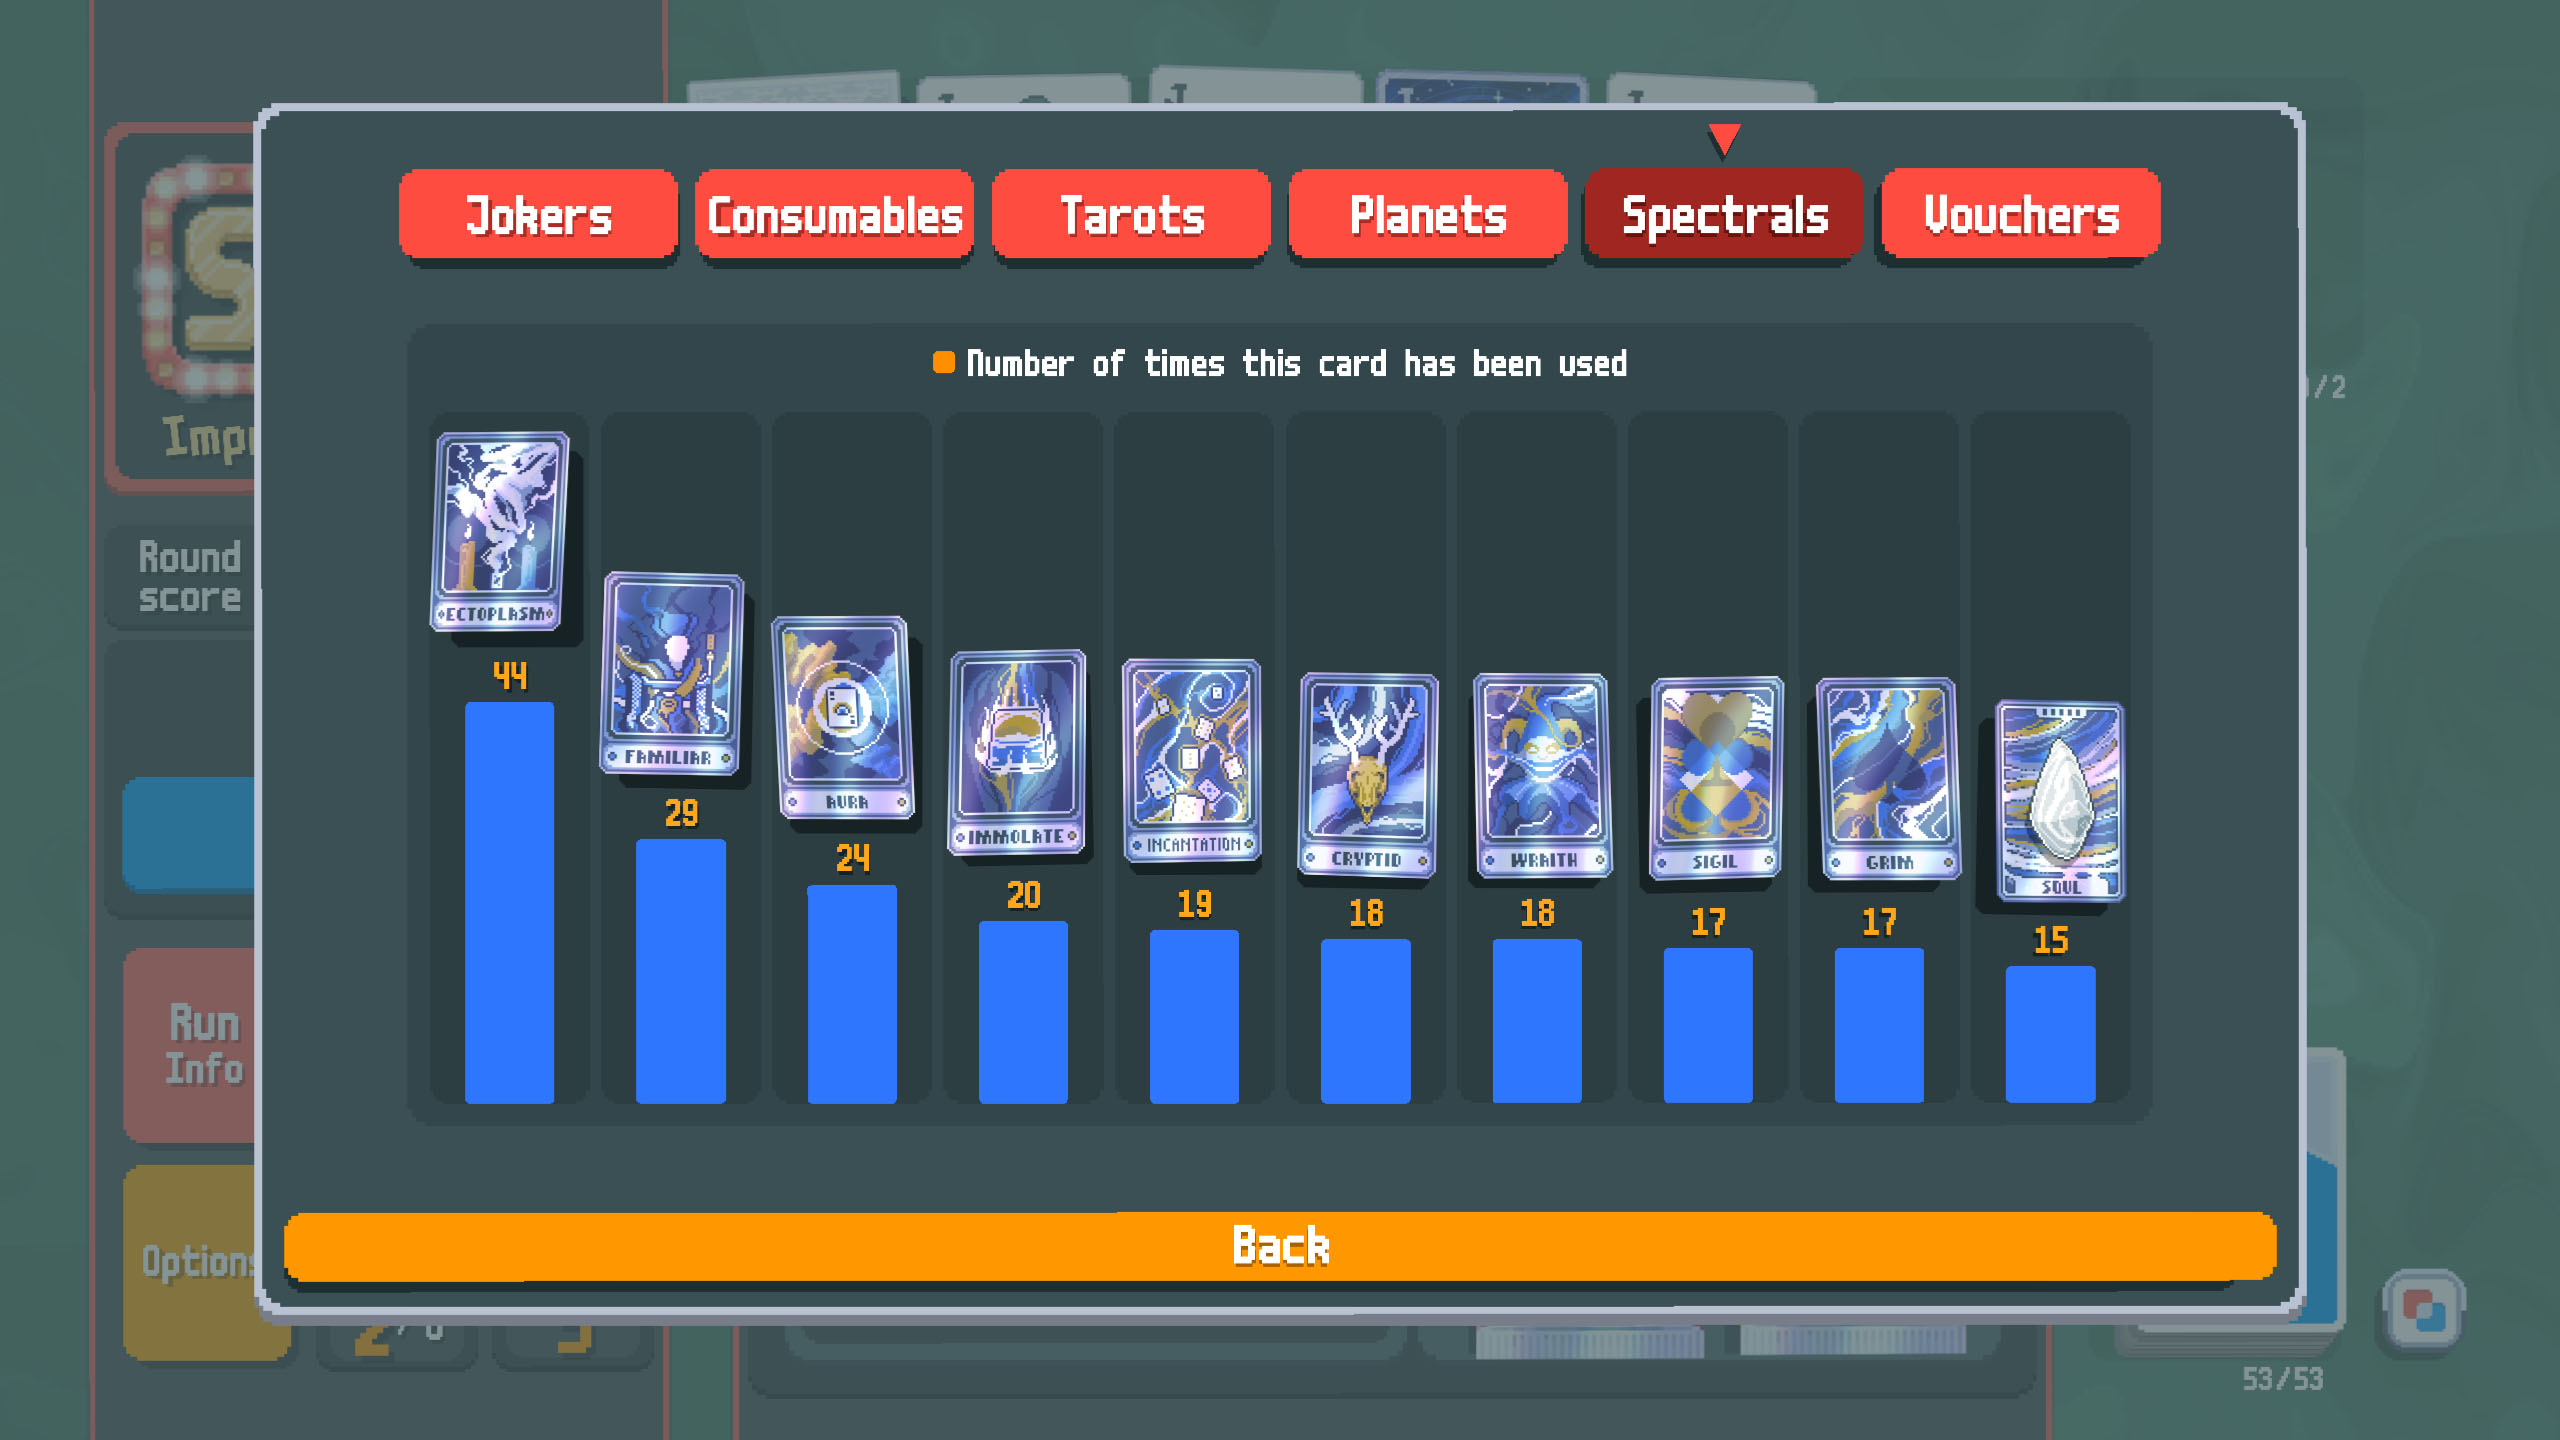 Jokers
Consumables
Tarots
Planets
Spectrals
Vouchers
Number of times this card has been used
/2
Round
score
ECTOPLASM
44
FAMILIAR
29
AURA
24
IMMOLATE
20
INCANTATION
19
CRYPTID
18
WRAITH
18
SIGIL
17
GRIM
17
SOUL
15
Run
Info
Options
Back
53/53